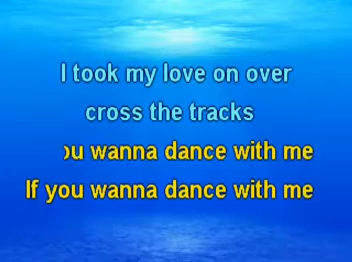 I took my love on over
cross the tracks
ou wanna dance with me
If you wanna dance with me